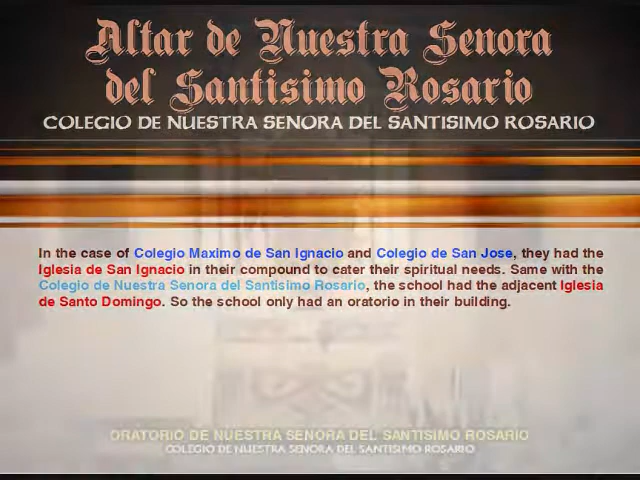 Altar de Nuestra Senora
del Santisimo Rosario
COLEGIO DE NUESTRA SENORA DEL SANTISIMO ROSARIO
In the case of Colegio Maximo de San Ignacio and Colegio de San Jose, they had the
Iglesia de San Ignacio in their compound to cater their spiritual needs. Same with the
Colegio de Nuestra Senora del Santisimo Rosario, the school had the adjacent Iglesia
de Santo Domingo. So the school only had an oratorio in their building.
ORATORIO DE NUESTRA SENORA DEL SANTISIMO ROSARIO
COLEGIO DE NUESTRA SENORA DEL SANTISIMO ROSARIO